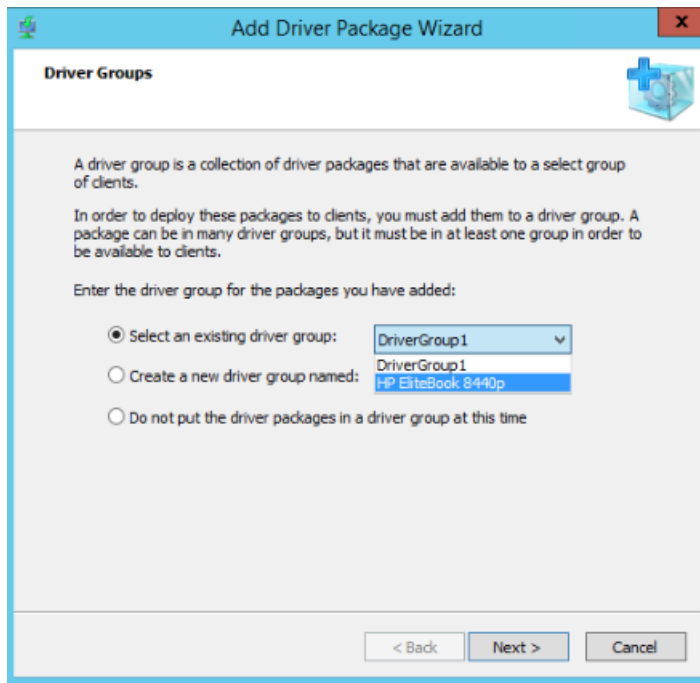 Add Driver Package Wizard
x
Driver Groups
A driver group is a collection of driver packages that are available to a select group
of clients.
In order to deploy these packages to clients, you must add them to a driver group. A
package can be in many driver groups, but it must be in at least one group in order to
be available to clients.
Enter the driver group for the packages you have added:
Select an existing driver group:
DriverGroup1
DriverGroup1
Create a new driver group named:
HP EliteBook 8440p
Do not put the driver packages in a driver group at this time
< Back
Next >
Cancel